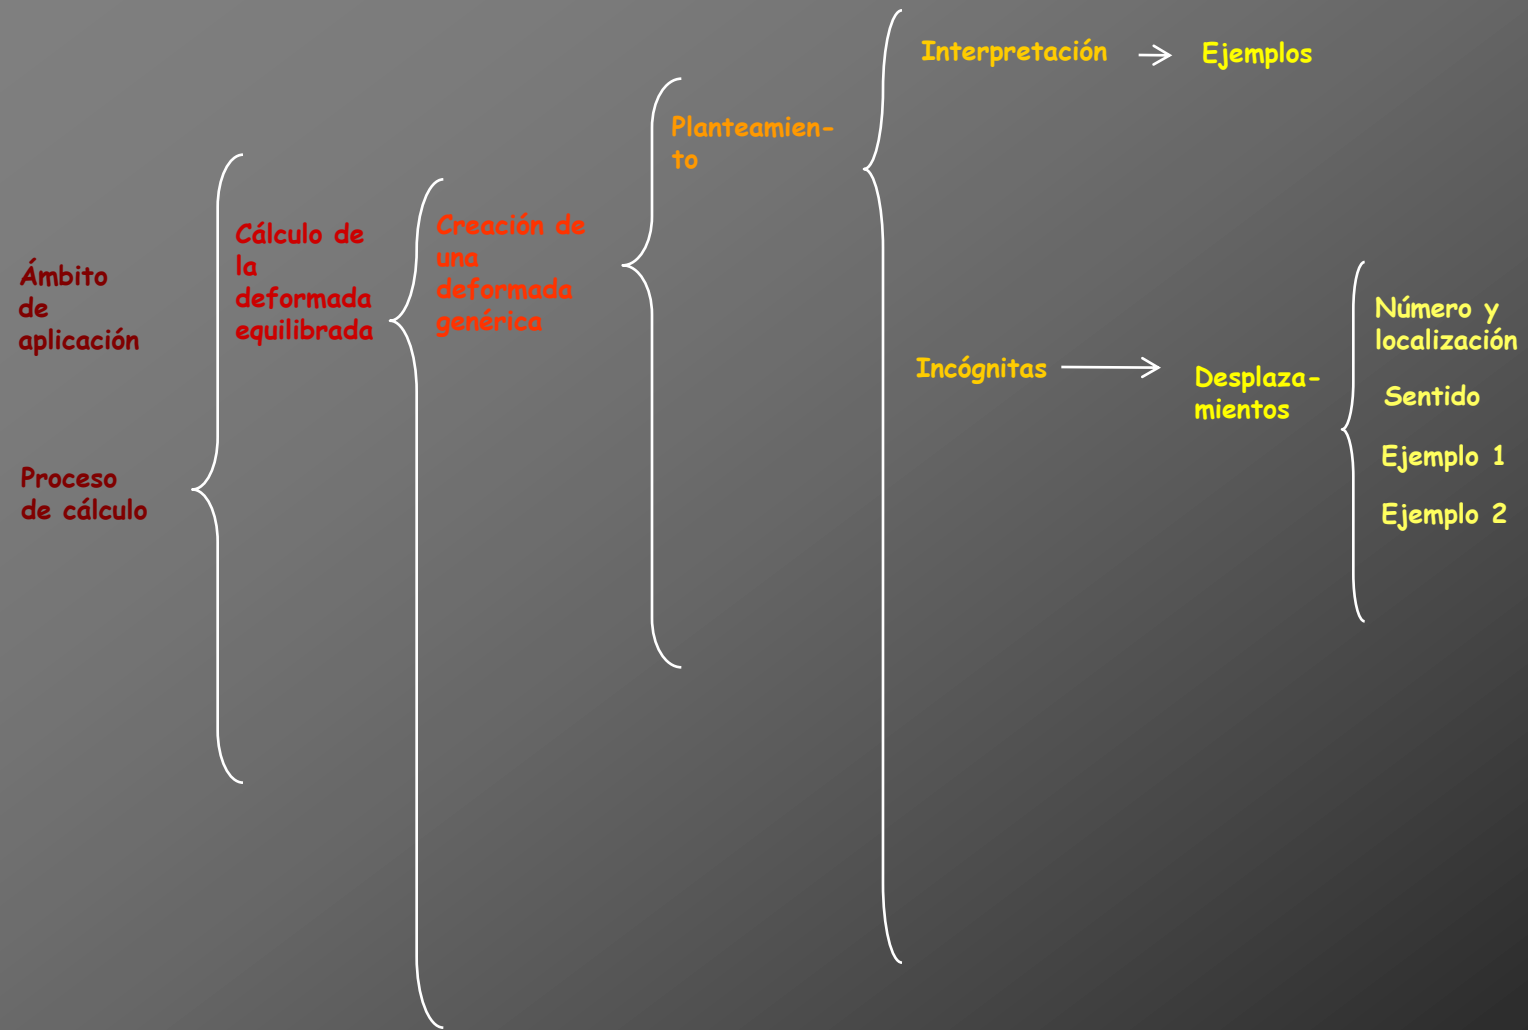 Ámbito
de
aplicación
Proceso
de cálculo
Cálculo de
la
deformada
equilibrada
Creación de
una
deformada
genérica
Planteamien-
to
Interpretación
Ejemplos
Incógnitas
Desplaza-
mientos
Número y
localización
Sentido
Ejemplo 1
Ejemplo 2